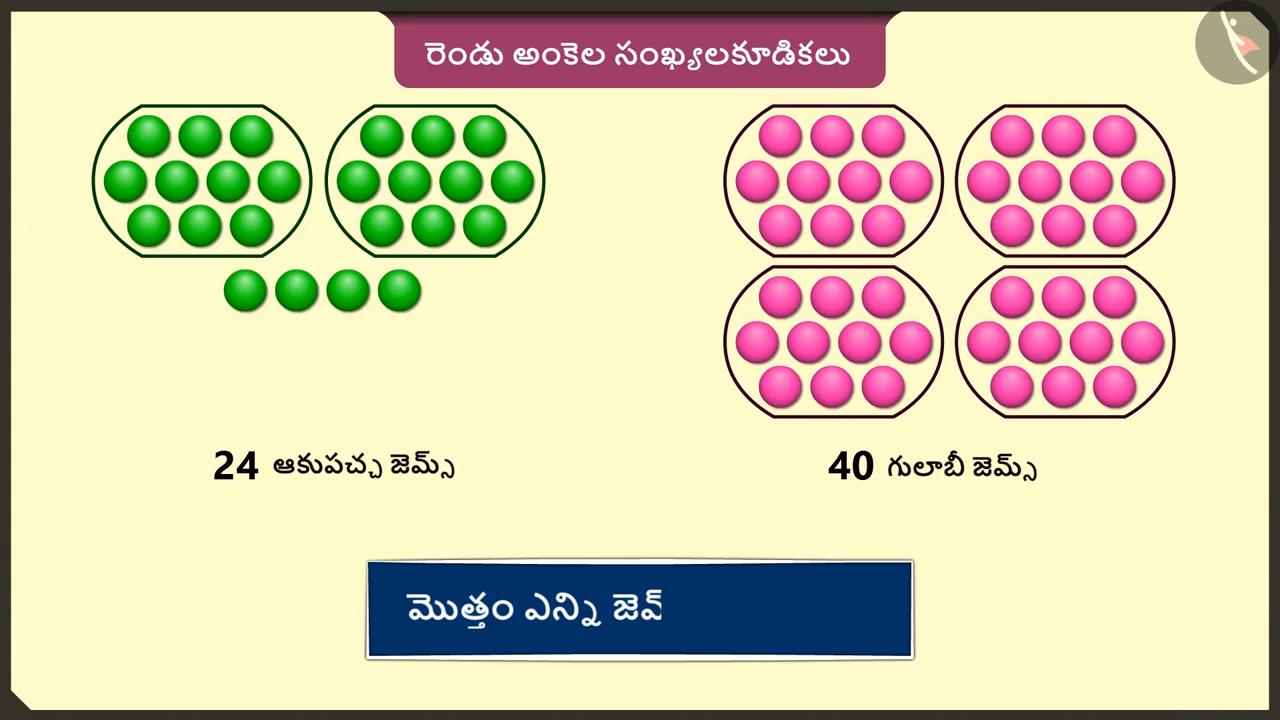 రెండు అంకెల సంఖ్యలకూడికలు
24 ఆకుపచ్చ జెమ్స్
40 గులాబీ జెమ్స్
మొత్తం ఎన్ని